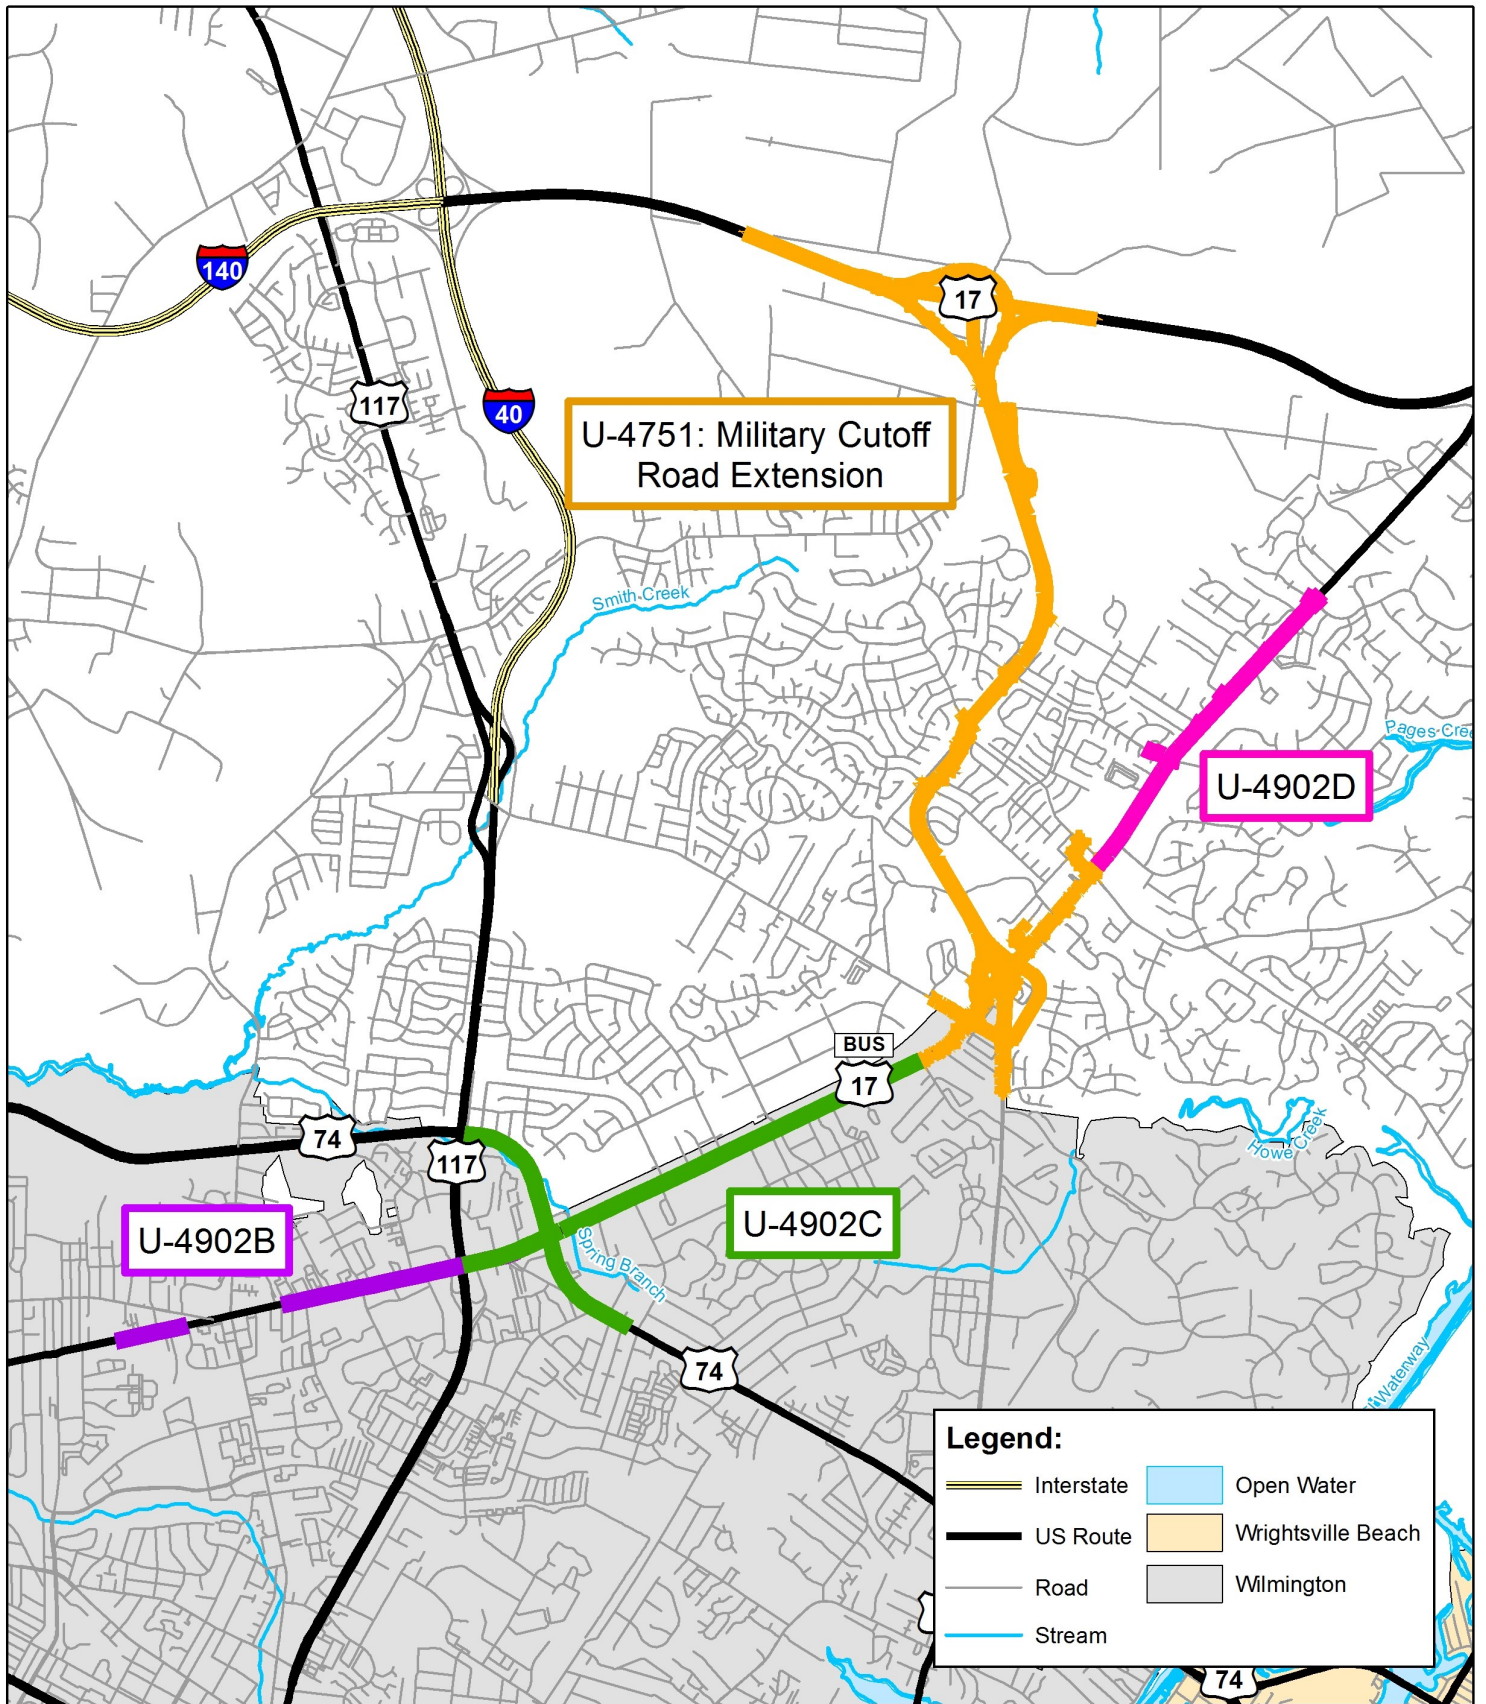 140
17
117
40
U-4751: Military Cutoff
Road Extension
Smith Creek
Pages Cree
U-4902D
BUS
17
74
117
Howe Creek
U-4902C
U-4902B
Spring Branch
74
Waterway
Legend:
Interstate
Open Water
US Route
Wrightsville Beach
Road
Wilmington
Stream
74